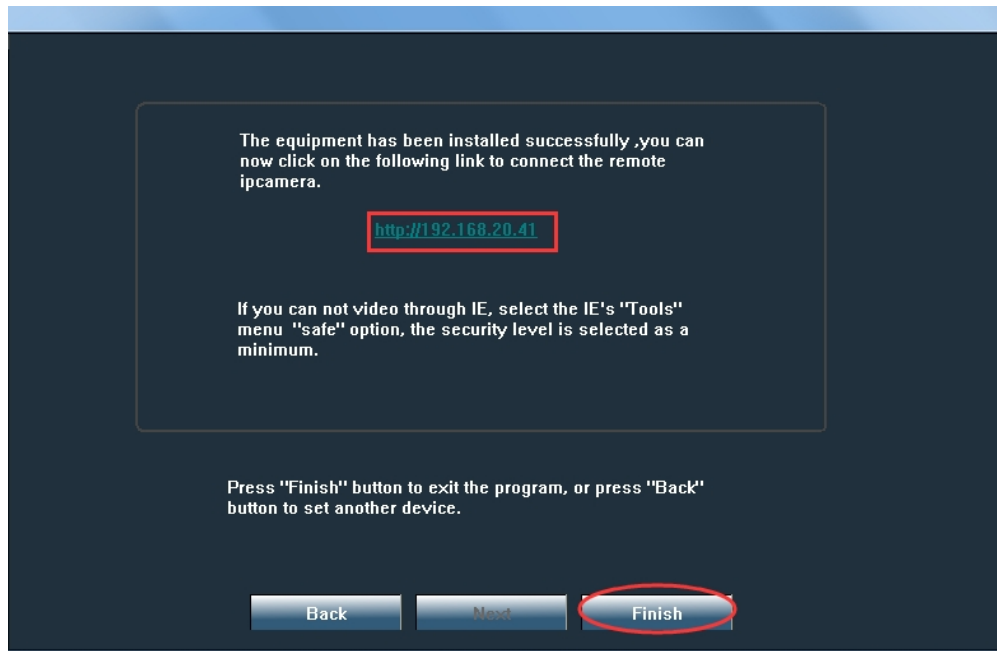 The equipment has been installed successfully ,you can
now click on the following link to connect the remote
ipcamera.
http://192.168.20.41
If you can not video through IE, select the IE's "Tools"
menu  "safe" option, the security level is selected as a
minimum.
Press "Finish" button to exit the program, or press "Back"
button to set another device.
Back
Next
Finish